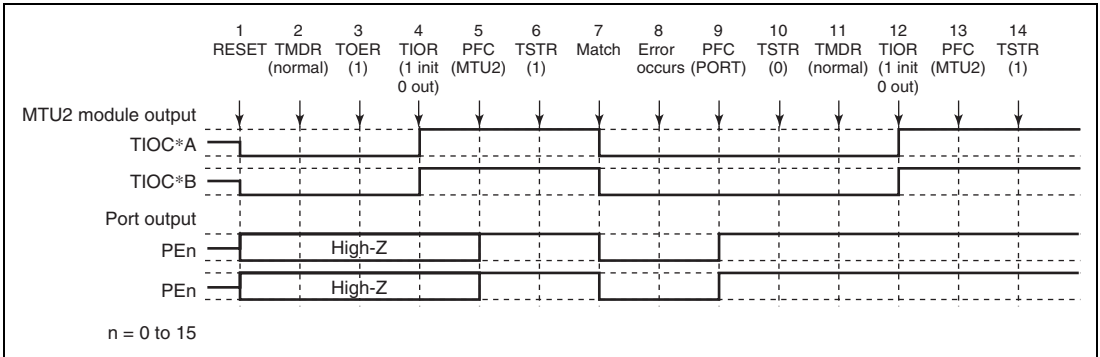 1 2 3 4 5 6 7 8 9 10 11 12 13 14
RESET TMDR TOER TIOR PFC TSTR Match Error PFC TSTR TMDR TIOR PFC TSTR
(normal) (1) (1 init (MTU2) (1) occurs (PORT) (0) (normal) (1 init (MTU2) (1)
0 out) 0 out)
MTU2 module output
TIOC*A
TIOC*B
Port output
PEn High-Z
PEn High-Z
n = 0 to 15